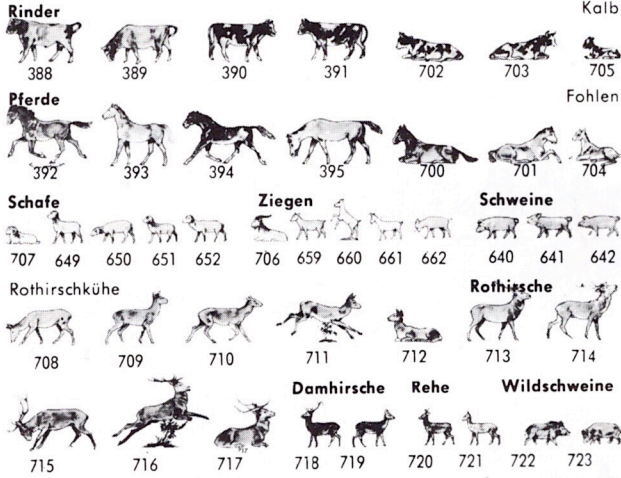 Rinder Kalb
388 389 390 391 702 703 705
Pferde Fohlen
392 393 394 395 700 701 704
Schafe Ziegen Schweine
707 649 650 651 652 706 659 660 661 662 640 641 642
Rothirschkühe Rothirsche
708 709 710 711 712 713 714
Damhirsche Rehe Wildschweine
715 716 717 718 719 720 721 722 723